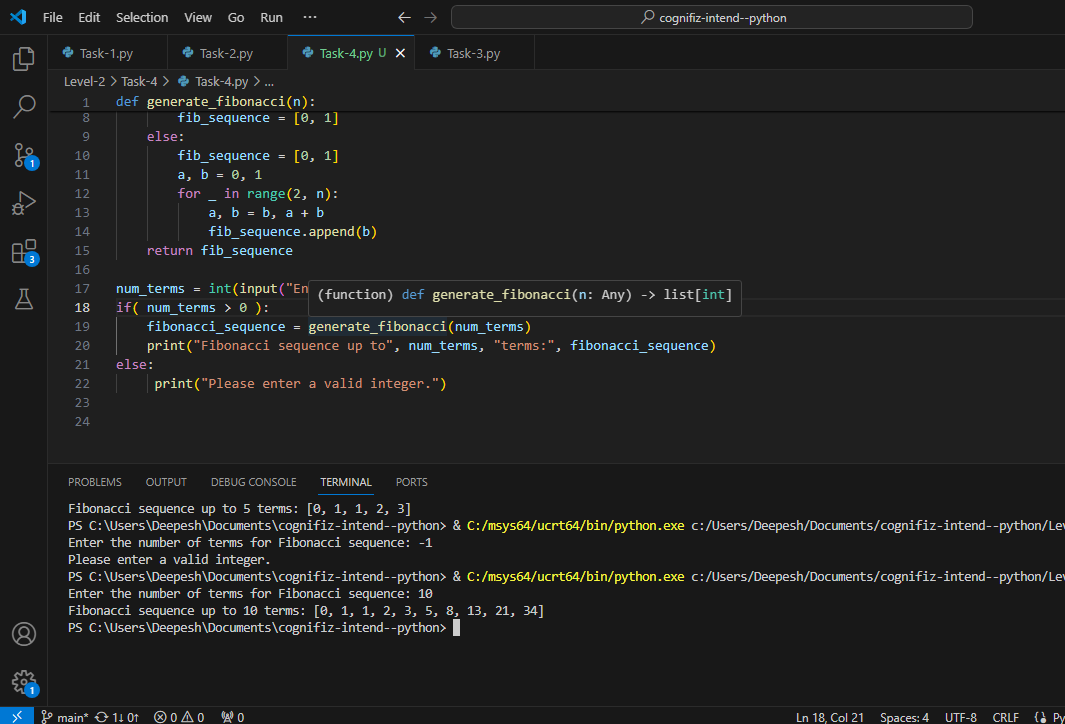 File Edit Selection View Go Run ···
cognifiz-intend--python
Task-1.py Task-2.py Task-4.py U Task-3.py
Level-2 > Task-4 > Task-4.py > ...
1 def generate_fibonacci(n):
8 fib_sequence = [0, 1]
9 else:
10 fib_sequence = [0, 1]
11 a, b = 0, 1
12 for _ in range(2, n):
13 a, b = b, a + b
14 fib_sequence.append(b)
15 return fib_sequence
16
17 num_terms = int(input("En
(function) def generate_fibonacci(n: Any) -> list[int]
18 if( num_terms > 0 ):
19 fibonacci_sequence = generate_fibonacci(num_terms)
20 print("Fibonacci sequence up to", num_terms, "terms:", fibonacci_sequence)
21 else:
22 print("Please enter a valid integer.")
23
24
PROBLEMS OUTPUT DEBUG CONSOLE TERMINAL PORTS
Fibonacci sequence up to 5 terms: [0, 1, 1, 2, 3]
PS C:\Users\Deepesh\Documents\cognifiz-intend--python> & C:/msys64/ucrt64/bin/python.exe c:/Users/Deepesh/Documents/cognifiz-intend--python/Lev
Enter the number of terms for Fibonacci sequence: -1
Please enter a valid integer.
PS C:\Users\Deepesh\Documents\cognifiz-intend--python> & C:/msys64/ucrt64/bin/python.exe c:/Users/Deepesh/Documents/cognifiz-intend--python/Lev
Enter the number of terms for Fibonacci sequence: 10
Fibonacci sequence up to 10 terms: [0, 1, 1, 2, 3, 5, 8, 13, 21, 34]
PS C:\Users\Deepesh\Documents\cognifiz-intend--python>
1
3
1
main* 1↓ 0↑ 0 0 0 Ln 18, Col 21 Spaces: 4 UTF-8 CRLF {} Py